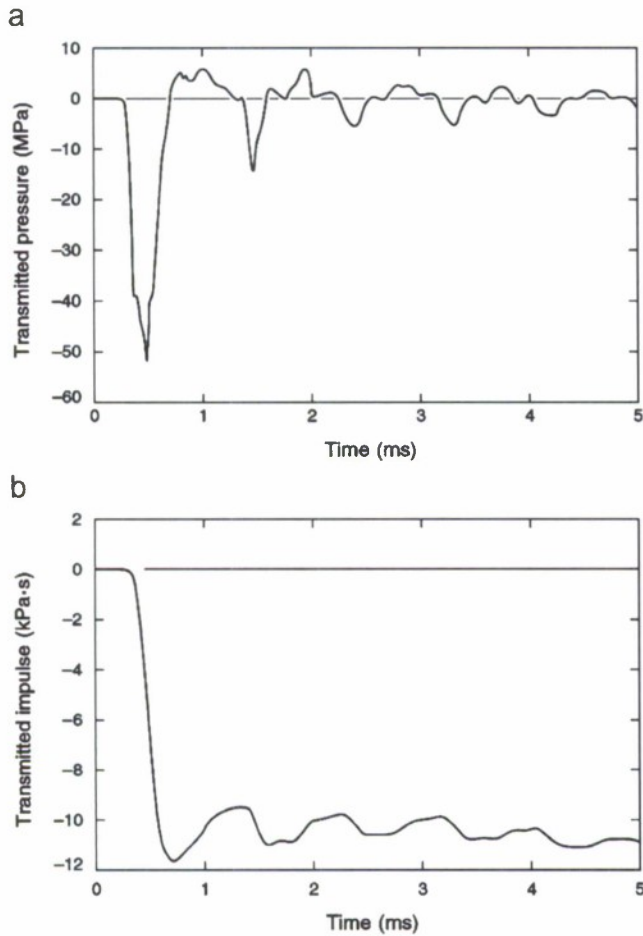 a
Transmitted pressure (MPa)
10
0
−10
−20
−30
−40
−50
−60
0 1 2 3 4 5
Time (ms)
b
Transmitted impulse (kPa·s)
2
0
−2
−4
−6
−8
−10
−12
0 1 2 3 4 5
Time (ms)